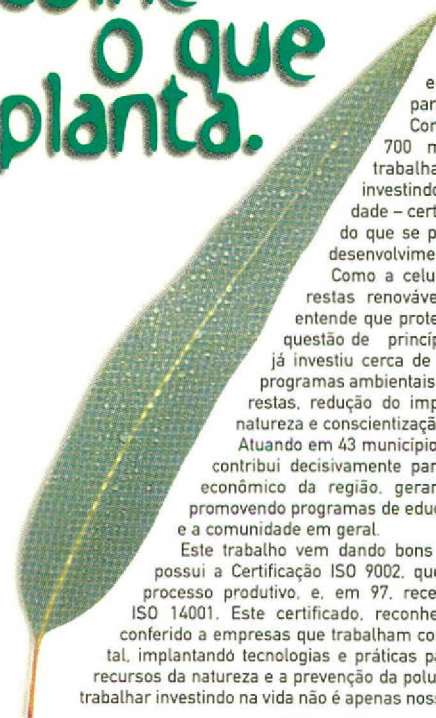 o que
planta.
e
par
Con
700 m
trabalha
investindo
dade – cert
do que se p
desenvolvime
Como a celu
restas renováve
entende que prote
questão de princíp
já investiu cerca de
programas ambientais
restas, redução do imp
natureza e conscientizaçã
Atuando em 43 município
contribui decisivamente par
econômico da região, geran
promovendo programas de educ
e a comunidade em geral.
Este trabalho vem dando bons
possui a Certificação ISO 9002, que
processo produtivo, e, em 97, rece
ISO 14001. Este certificado, reconhe
conferido a empresas que trabalham co
tal, implantando tecnologias e práticas pa
recursos da natureza e a prevenção da polu
trabalhar investindo na vida não é apenas noss